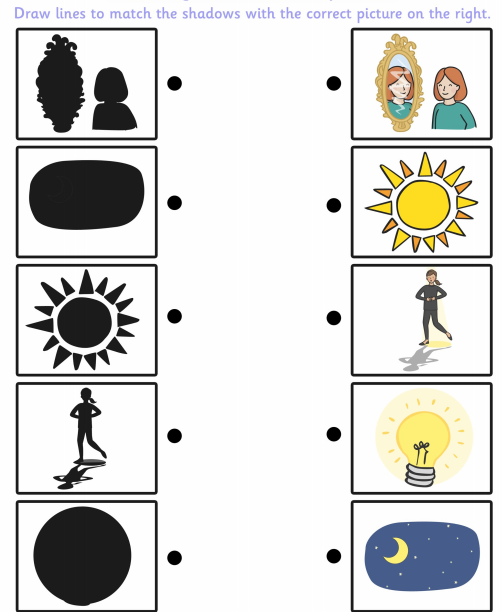 Draw lines to match the shadows with the correct picture on the right.